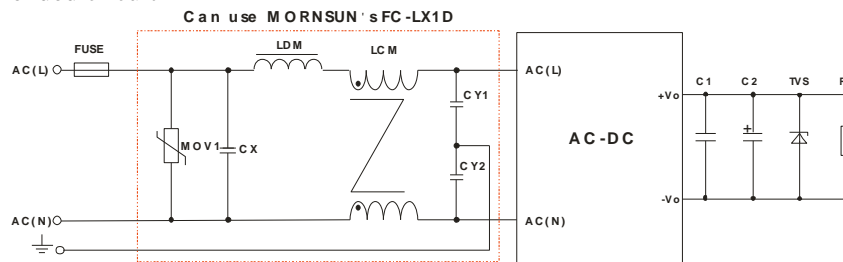 Can use MORNSUN's FC-LX1D
FUSE
LDM
LCM
AC(L)
AC(L)
CY1
C1
C2
TVS
+Vo
MOV1
CX
AC-DC
CY2
-Vo
AC(N)
AC(N)